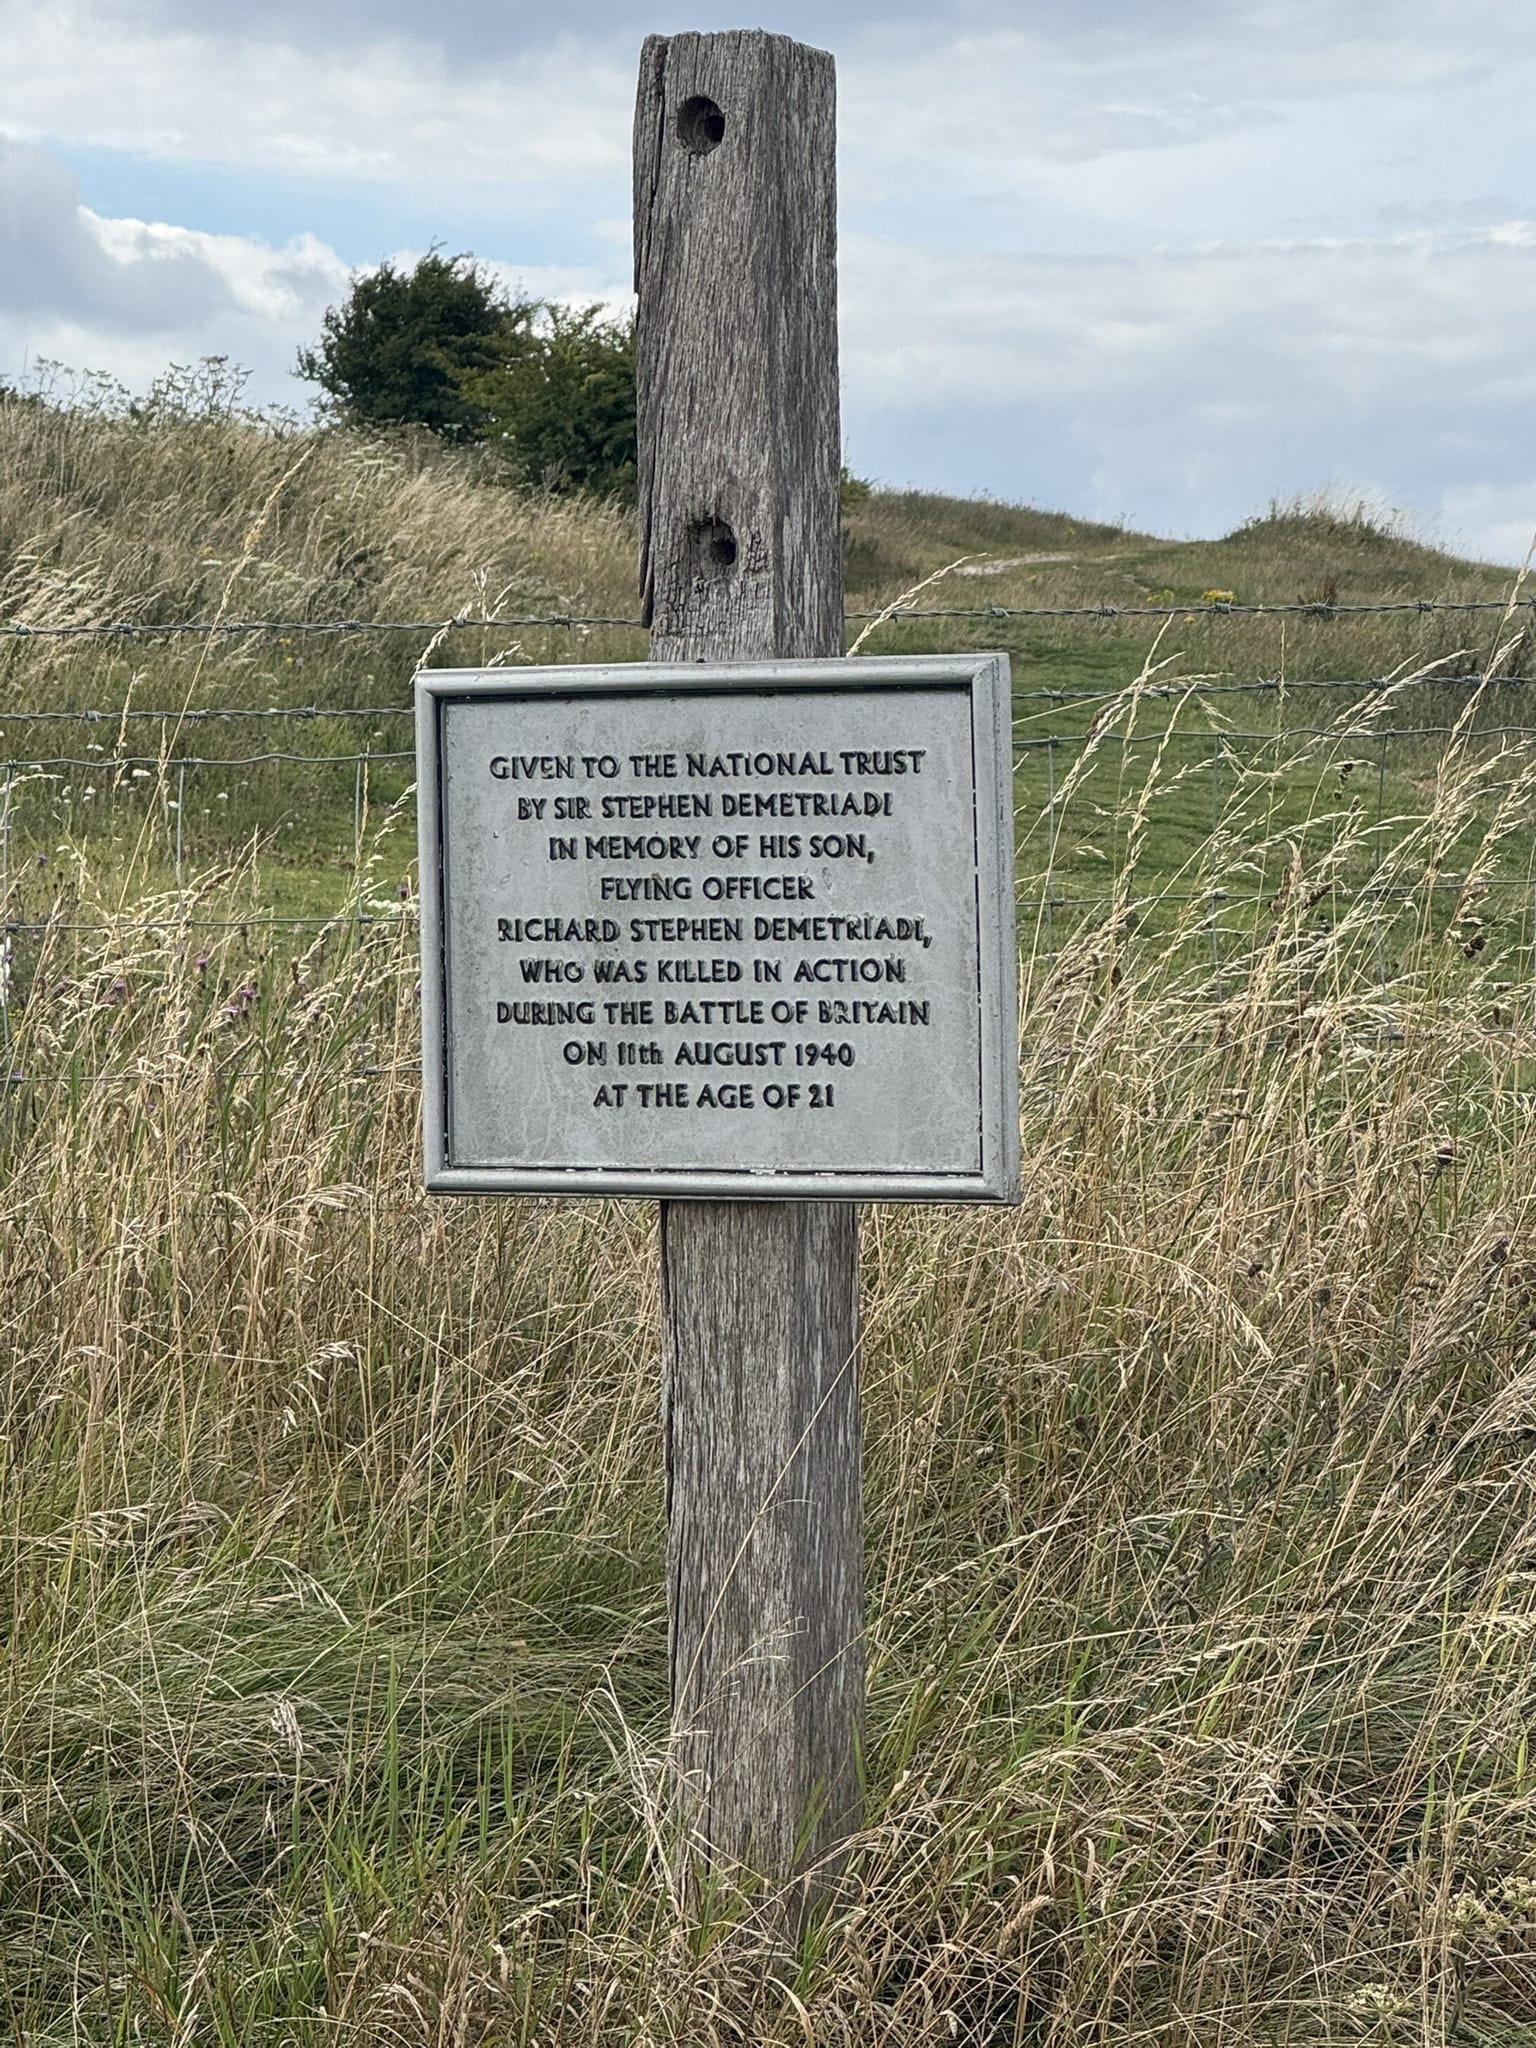 GIVEN TO THE NATIONAL TRUST
BY SIR STEPHEN DEMETRIADI
IN MEMORY OF HIS SON,
FLYING OFFICER
RICHARD STEPHEN DEMETRIADI,
WHO WAS KILLED IN ACTION
DURING THE BATTLE OF BRITAIN
ON 11th AUGUST 1940
AT THE AGE OF 21